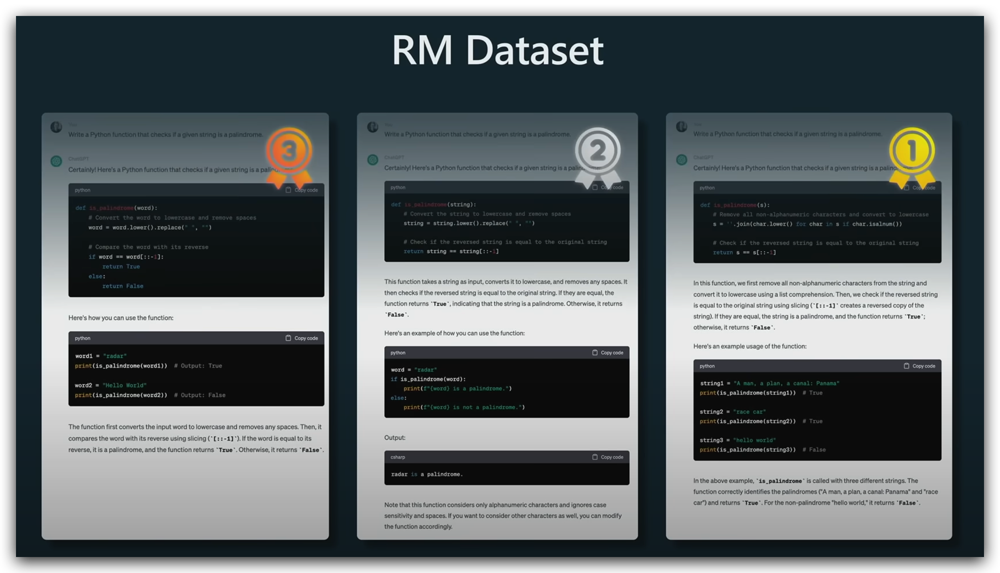 RM Dataset
3
You
Write a Python function that checks if a given string is a palindrome.
ChatGPT
Certainly! Here's a Python function that checks if a given string is a
python
Copy code
def is_palindrome(word):
# Convert the word to lowercase and remove spaces
word = word.lower().replace(" ", "")
# Compare the word with its reverse
if word == word[::-1]:
return True
else:
return False
Here's how you can use the function:
python
Copy code
word1 = "radar"
print(is_palindrome(word1)) # Output: True
word2 = "Hello World"
print(is_palindrome(word2)) # Output: False
The function first converts the input word to lowercase and removes any spaces. Then, it
compares the word with its reverse using slicing (`[::-1]`). If the word is equal to its
reverse, it is a palindrome, and the function returns `True`. Otherwise, it returns `False`.
2
You
Write a Python function that checks if a given string is a palindrome.
ChatGPT
Certainly! Here's a Python function that checks if a given string is a
python
Copy code
def is_palindrome(string):
# Convert the string to lowercase and remove spaces
string = string.lower().replace(" ", "")
# Check if the reversed string is equal to the original string
return string == string[::-1]
This function takes a string as input, converts it to lowercase, and removes any spaces. It
then checks if the reversed string is equal to the original string. If they are equal, the
function returns `True`, indicating that the string is a palindrome. Otherwise, it returns
`False`.
Here's an example of how you can use the function:
python
Copy code
word = "radar"
if is_palindrome(word):
print(f"{word} is a palindrome.")
else:
print(f"{word} is not a palindrome.")
Output:
csharp
Copy code
radar is a palindrome.
Note that this function considers only alphanumeric characters and ignores case
sensitivity and spaces. If you want to consider other characters as well, you can modify
the function accordingly.
1
You
Write a Python function that checks if a given string is a palindrome.
ChatGPT
Certainly! Here's a Python function that checks if a given string is a
python
Copy code
def is_palindrome(s):
# Remove all non-alphanumeric characters and convert to lowercase
s = ''.join(char.lower() for char in s if char.isalnum())
# Check if the reversed string is equal to the original string
return s == s[::-1]
In this function, we first remove all non-alphanumeric characters from the string and
convert it to lowercase using a list comprehension. Then, we check if the reversed string
is equal to the original string using slicing (`[::-1]` creates a reversed copy of the
string). If they are equal, the string is a palindrome, and the function returns `True`;
otherwise, it returns `False`.
Here's an example usage of the function:
python
Copy code
string1 = "A man, a plan, a canal: Panama"
print(is_palindrome(string1)) # True
string2 = "race car"
print(is_palindrome(string2)) # True
string3 = "hello world"
print(is_palindrome(string3)) # False
In the above example, `is_palindrome` is called with three different strings. The
function correctly identifies the palindromes ("A man, a plan, a canal: Panama" and "race
car") and returns `True`. For the non-palindrome "hello world," it returns `False`.